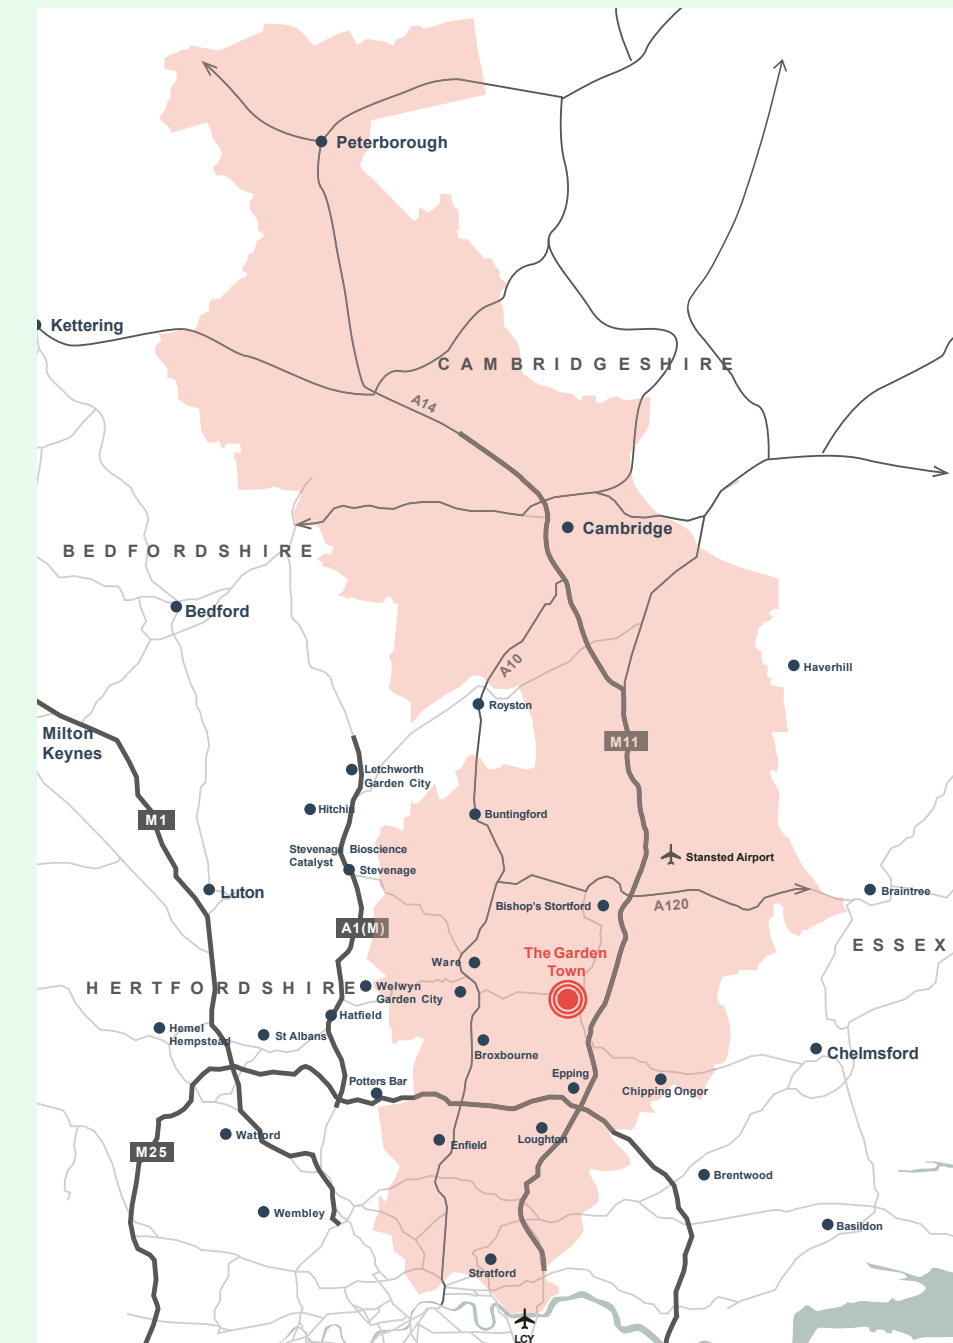 Peterborough
Kettering
CAMBRIDGESHIRE
A14
Cambridge
BEDFORDSHIRE
Bedford
A10
Haverhill
Royston
Milton
Keynes
M11
Letchworth
Garden City
Hitchin
Buntingford
M1
Stevenage Bioscience
Catalyst
Stevenage
Stansted Airport
Luton
Braintree
Bishop's Stortford
A120
A1(M)
ESSEX
The Garden
Town
Ware
HERTFORDSHIRE
Welwyn
Garden City
Hatfield
Hemel
Hempstead
St Albans
Broxbourne
Chelmsford
Epping
Potters Bar
Chipping Ongor
Watford
Enfield
Loughton
M25
Brentwood
Wembley
Basildon
Stratford
LCY